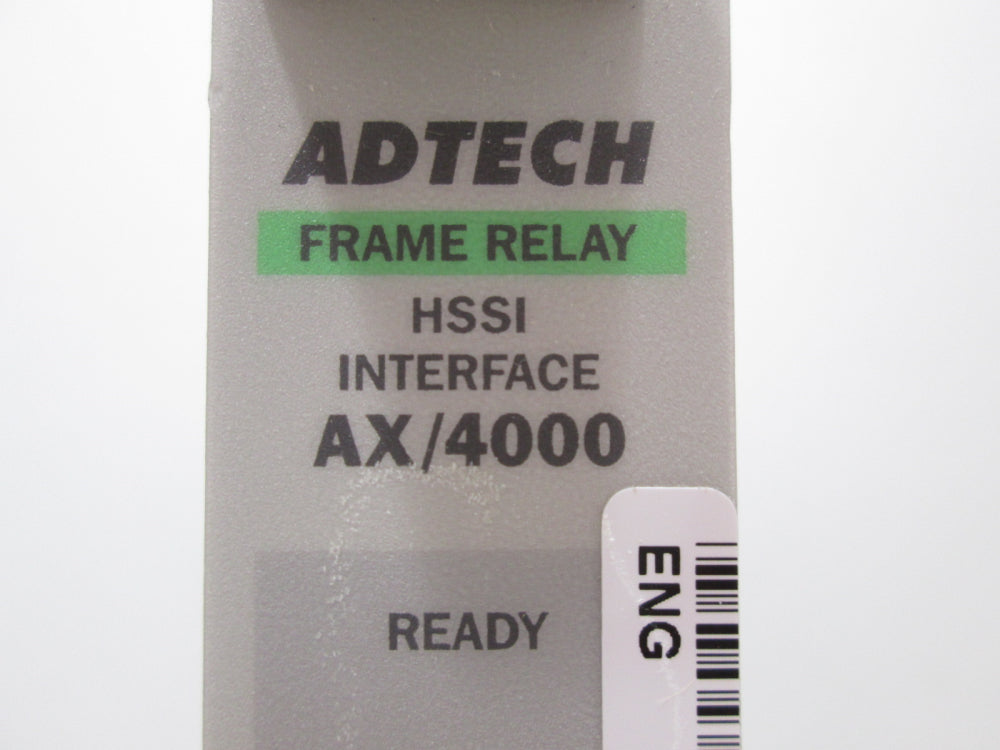 ADTECH
FRAME RELAY
HSSI
INTERFACE
AX/4000
READY
ENG